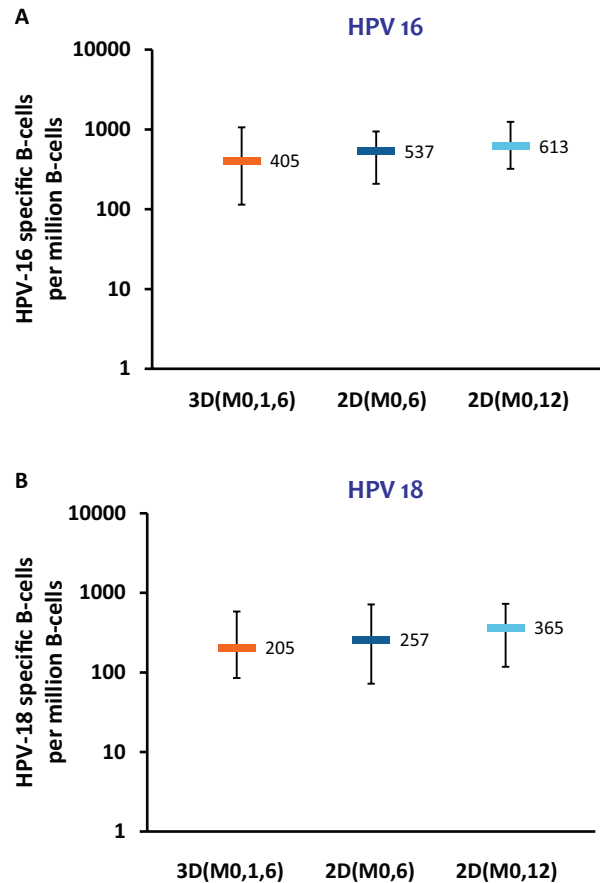 A
HPV 16
HPV-16 specific B-cells
per million B-cells
10000
1000
100
10
1
405
537
613
3D(M0,1,6)
2D(M0,6)
2D(M0,12)
B
HPV 18
HPV-18 specific B-cells
per million B-cells
10000
1000
100
10
1
205
257
365
3D(M0,1,6)
2D(M0,6)
2D(M0,12)